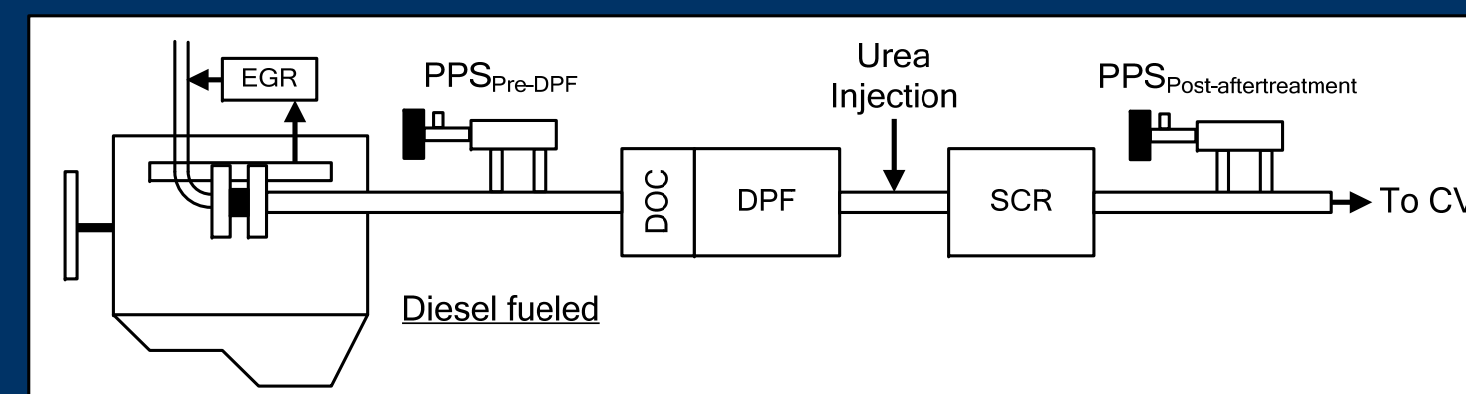 EGR
PPSPre-DPF
Urea
Injection
PPSPost-aftertreatment
DOC
DPF
SCR
Diesel fueled